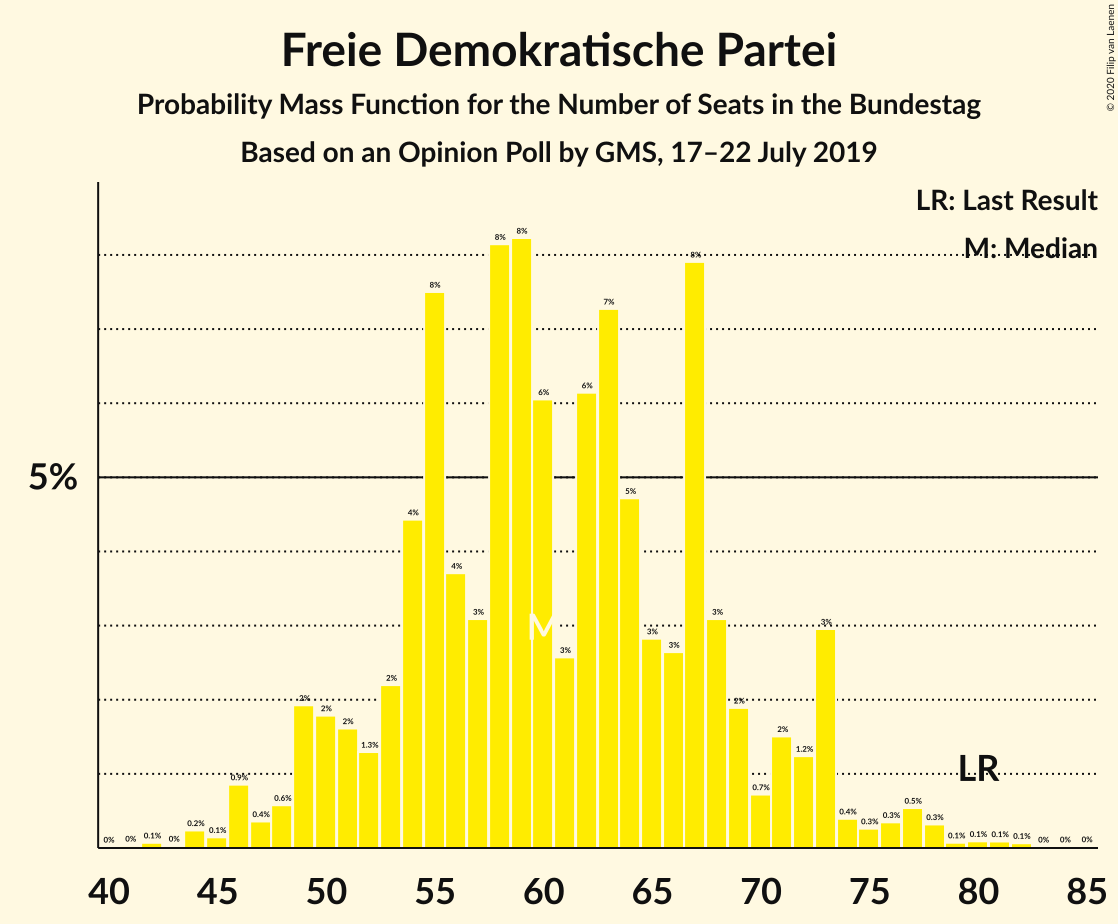 Freie Demokratische Partei
Probability Mass Function for the Number of Seats in the Bundestag
Based on an Opinion Poll by GMS, 17–22 July 2019
© 2020 Filip van Laenen
LR: Last Result
M: Median
5%
0% 0% 0.1% 0% 0.2% 0.1% 0.9% 0.4% 0.6% 2% 2% 2% 1.3% 2% 4% 8% 4% 3% 8% 8% 6% 3% 6% 7% 5% 3% 3% 8% 3% 2% 0.7% 2% 1.2% 3% 0.4% 0.3% 0.3% 0.5% 0.3% 0.1% 0.1% 0.1% 0.1% 0% 0% 0%
M
LR
40 45 50 55 60 65 70 75 80 85